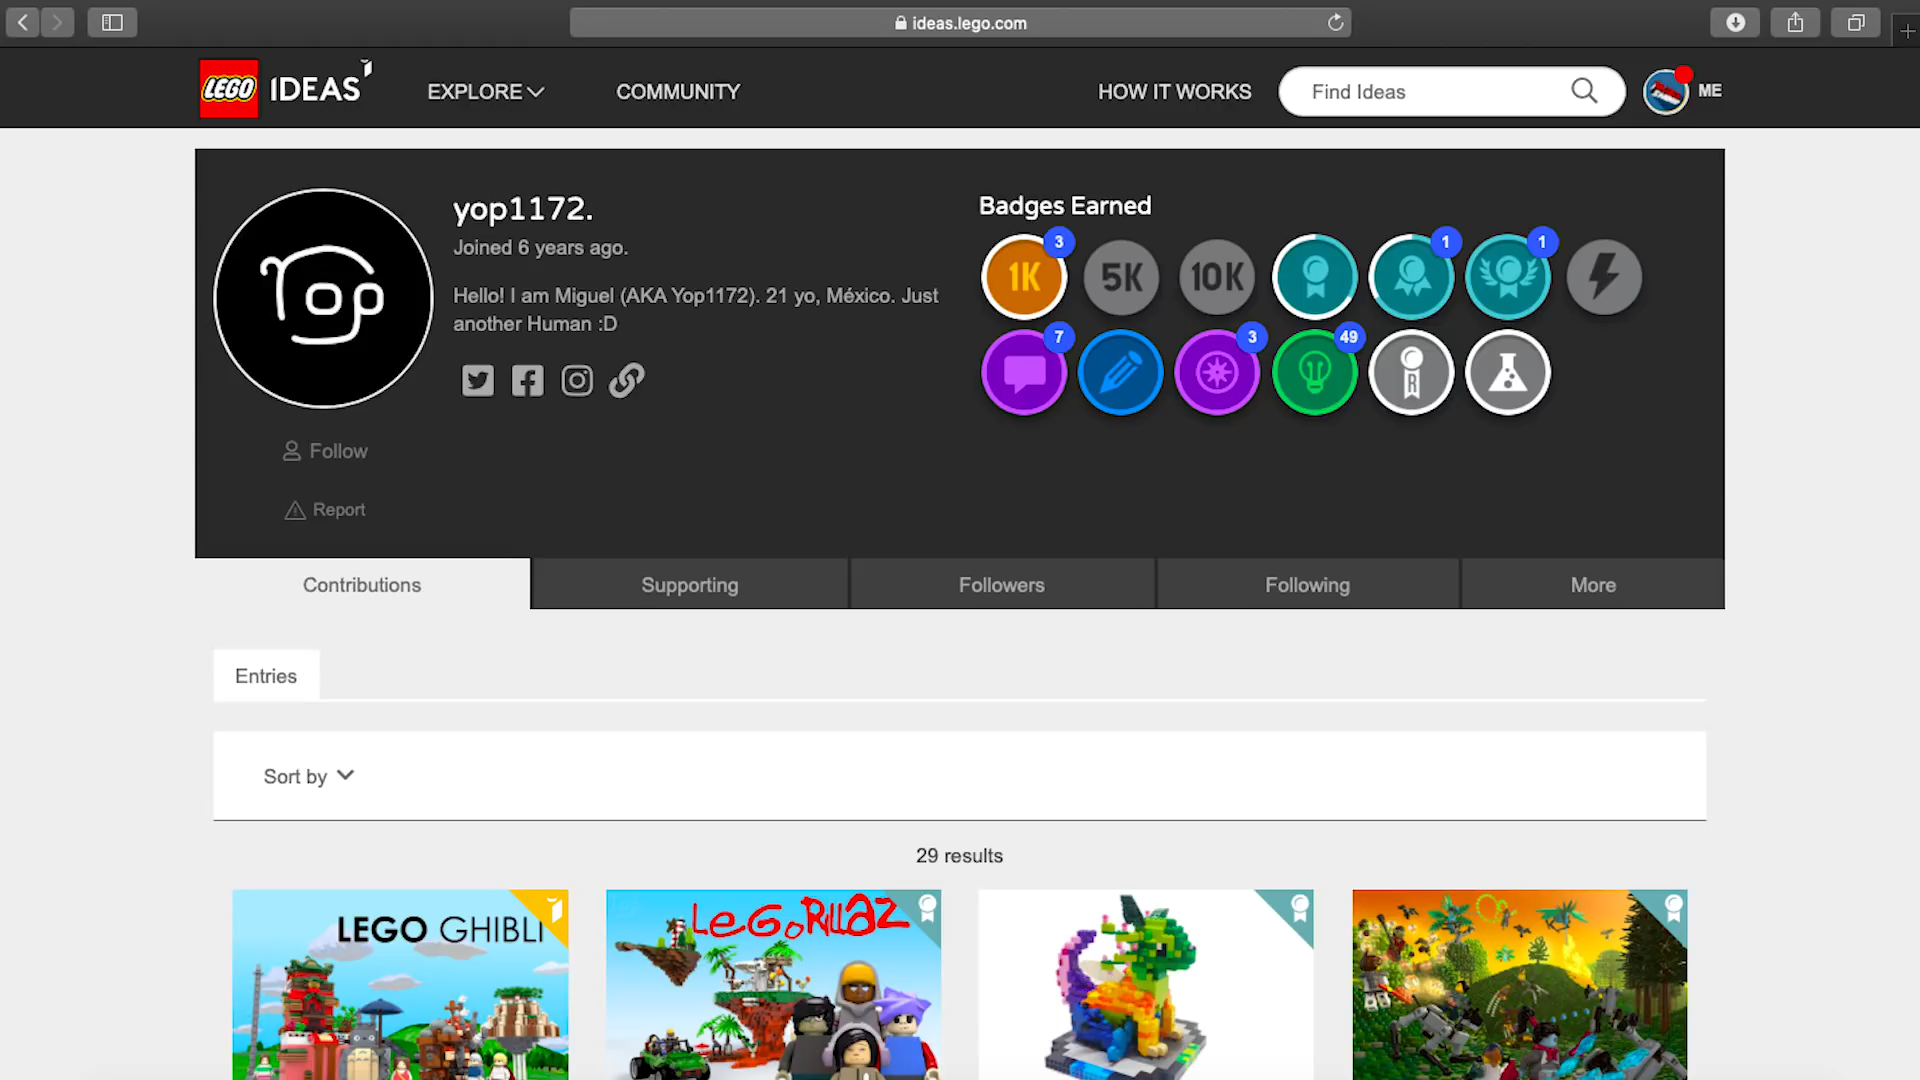 ideas.lego.com
LEGO IDEAS
EXPLORE
COMMUNITY
HOW IT WORKS
Find Ideas
ME
Yop
yop1172.
Joined 6 years ago.
Hello! I am Miguel (AKA Yop1172). 21 yo, México. Just
another Human :D
Follow
Report
Badges Earned
1K
3
5K
10K
1
1
7
3
49
R
Contributions
Supporting
Followers
Following
More
Entries
Sort by
29 results
LEGO GHIBLI
LEGoRillaz